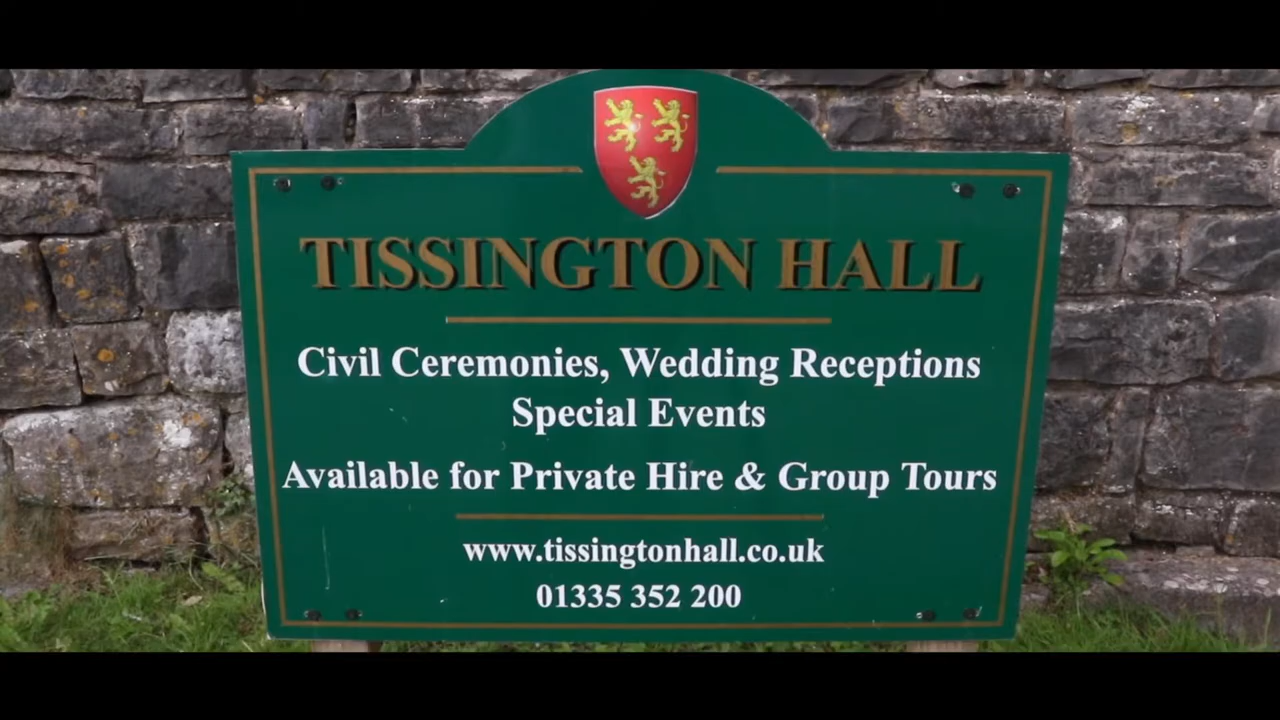 TISSINGTON HALL
Civil Ceremonies, Wedding Receptions
Special Events
Available for Private Hire & Group Tours
www.tissingtonhall.co.uk
01335 352 200